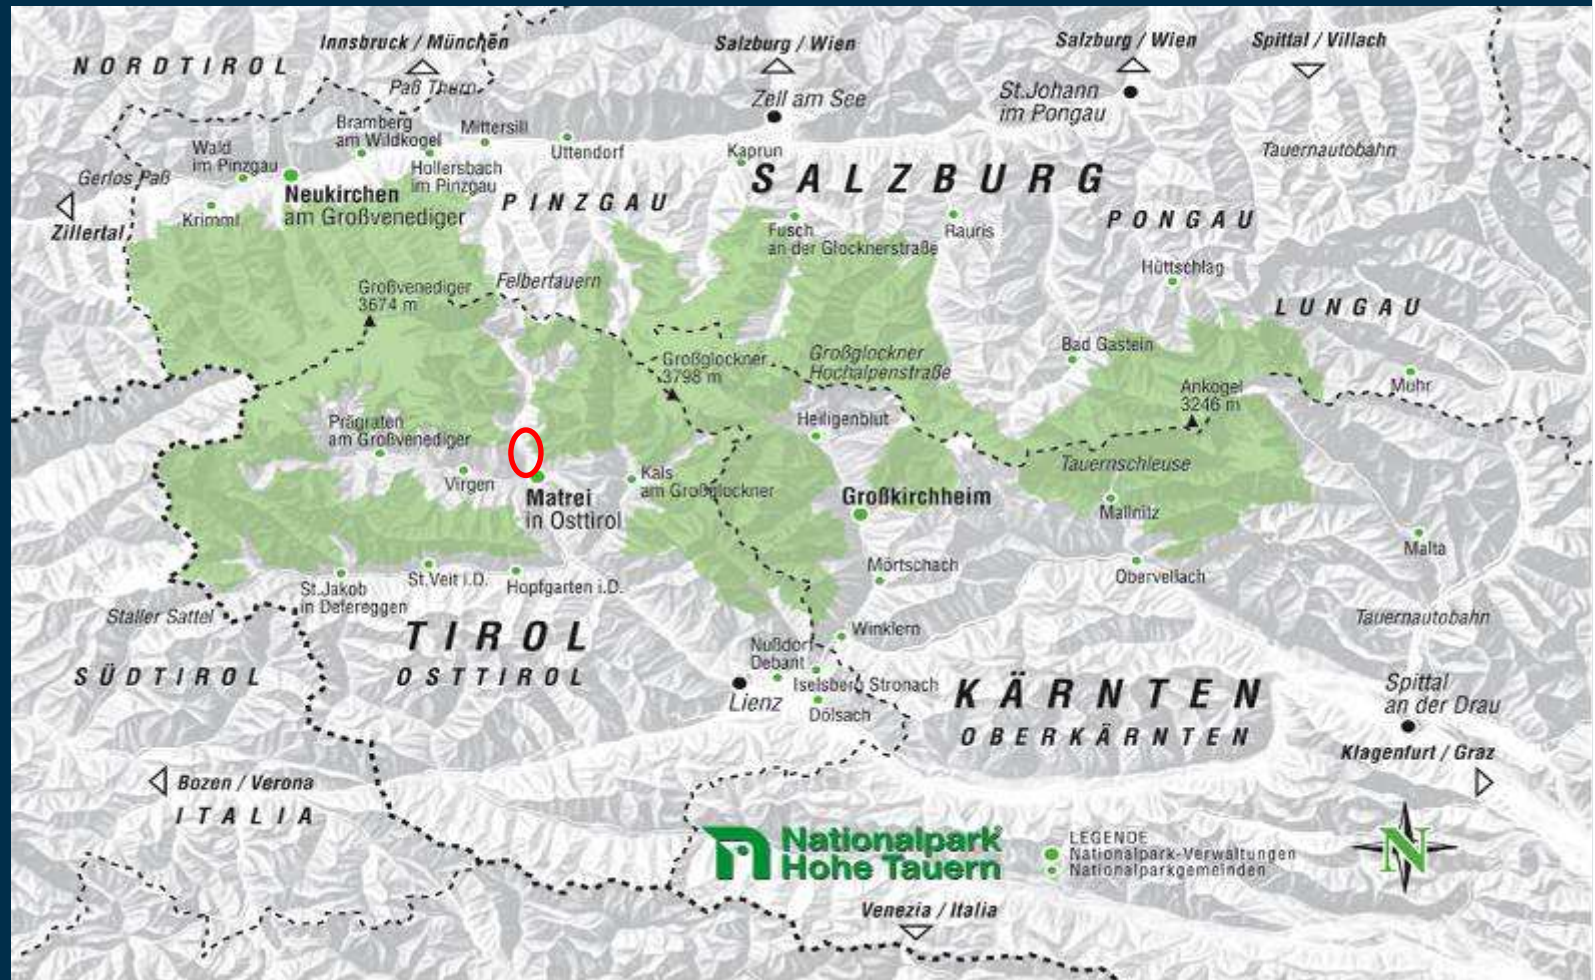 Innsbruck / München
Salzburg / Wien
Salzburg / Wien
Spittal / Villach
NORDTIROL
Paß Thurn
Zell am See
St.Johann
im Pongau
Bramberg
am Wildkogel
Mittersill
Uttendorf
Kaprun
Tauernautobahn
Wald
im Pinzgau
Hollersbach
im Pinzgau
Gerlos Paß
Neukirchen
am Großvenediger
PINZGAU
SALZBURG
Krimml
Zillertal
Fusch
an der Glocknerstraße
Rauris
PONGAU
Hüttschlag
Großvenediger
3674 m
Felbertauern
LUNGAU
Großglockner
3798 m
Großglockner
Hochalpenstraße
Bad Gastein
Ankogel
3246 m
Muhr
Prägraten
am Großvenediger
Heiligenblut
Virgen
Kals
am Großglockner
Tauernschleuse
Matrei
in Osttirol
Großkirchheim
Mallnitz
Malta
St.Jakob
in Defereggen
St.Veit i.D.
Hopfgarten i.D.
Mörtschach
Obervellach
Staller Sattel
Tauernautobahn
TIROL
OSTTIROL
Winklern
Nußdorf
Debant
SÜDTIROL
Iselsberg Stronach
Lienz
Dölsach
KÄRNTEN
OBERKÄRNTEN
Spittal
an der Drau
Klagenfurt / Graz
Bozen / Verona
ITALIA
Nationalpark
Hohe Tauern
LEGENDE
Nationalpark-Verwaltungen
Nationalparkgemeinden
N
Venezia / Italia